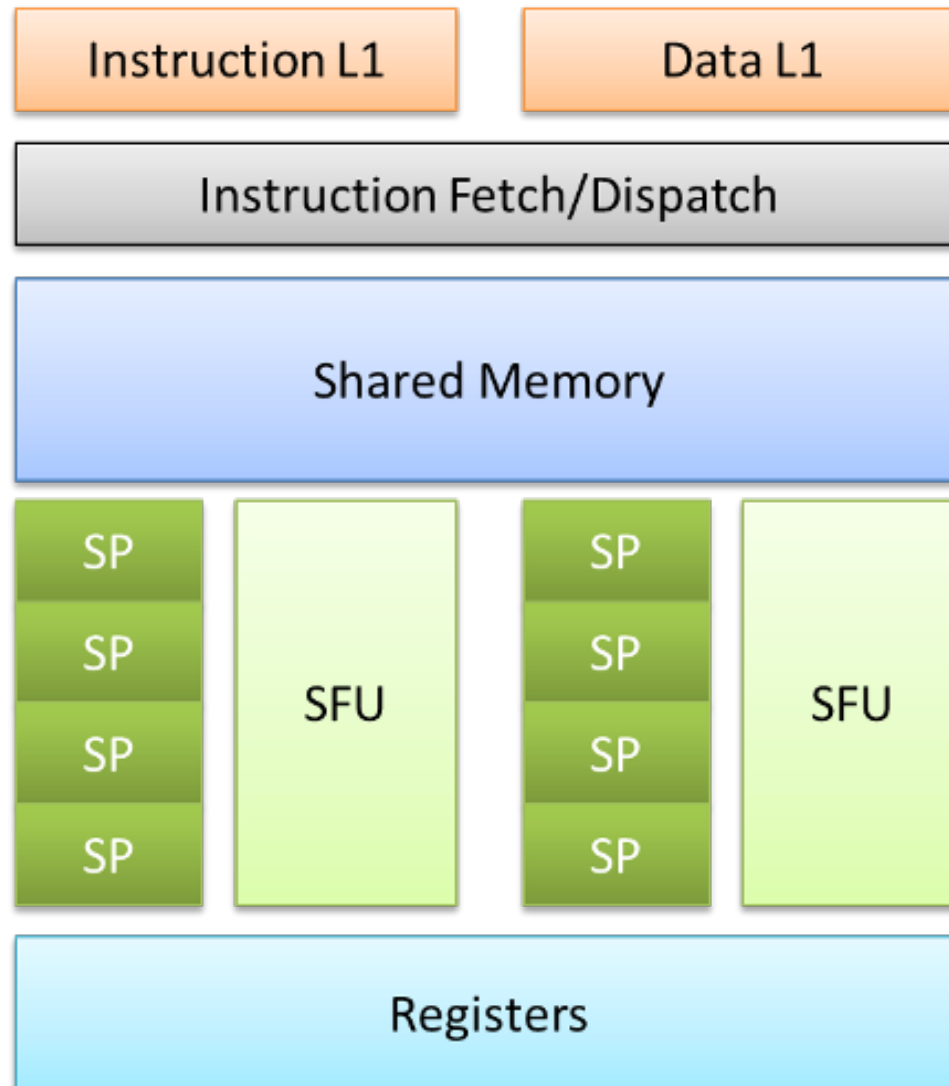 Instruction L1
Data L1
Instruction Fetch/Dispatch
Shared Memory
SP
SP
SP
SP
SFU
SP
SP
SP
SP
SFU
Registers